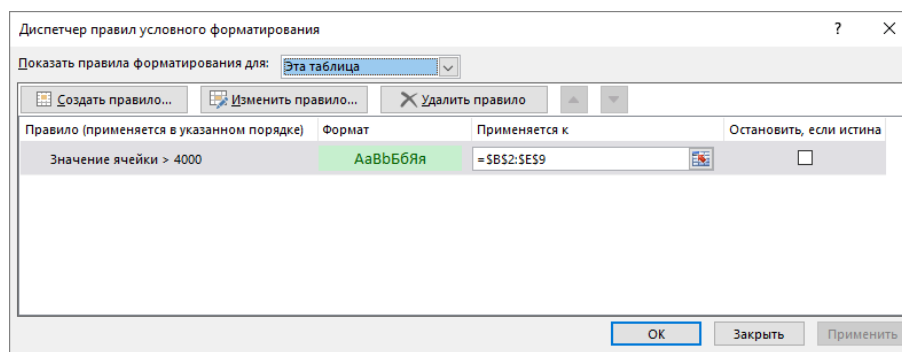 Диспетчер правил условного форматирования ?
Показать правила форматирования для: Эта таблица
Создать правило... Изменить правило... Удалить правило
Правило (применяется в указанном порядке) Формат Применяется к Остановить, если истина
Значение ячейки > 4000 АаВbБбЯя =$B$2:$E$9
ОК Закрыть Применить